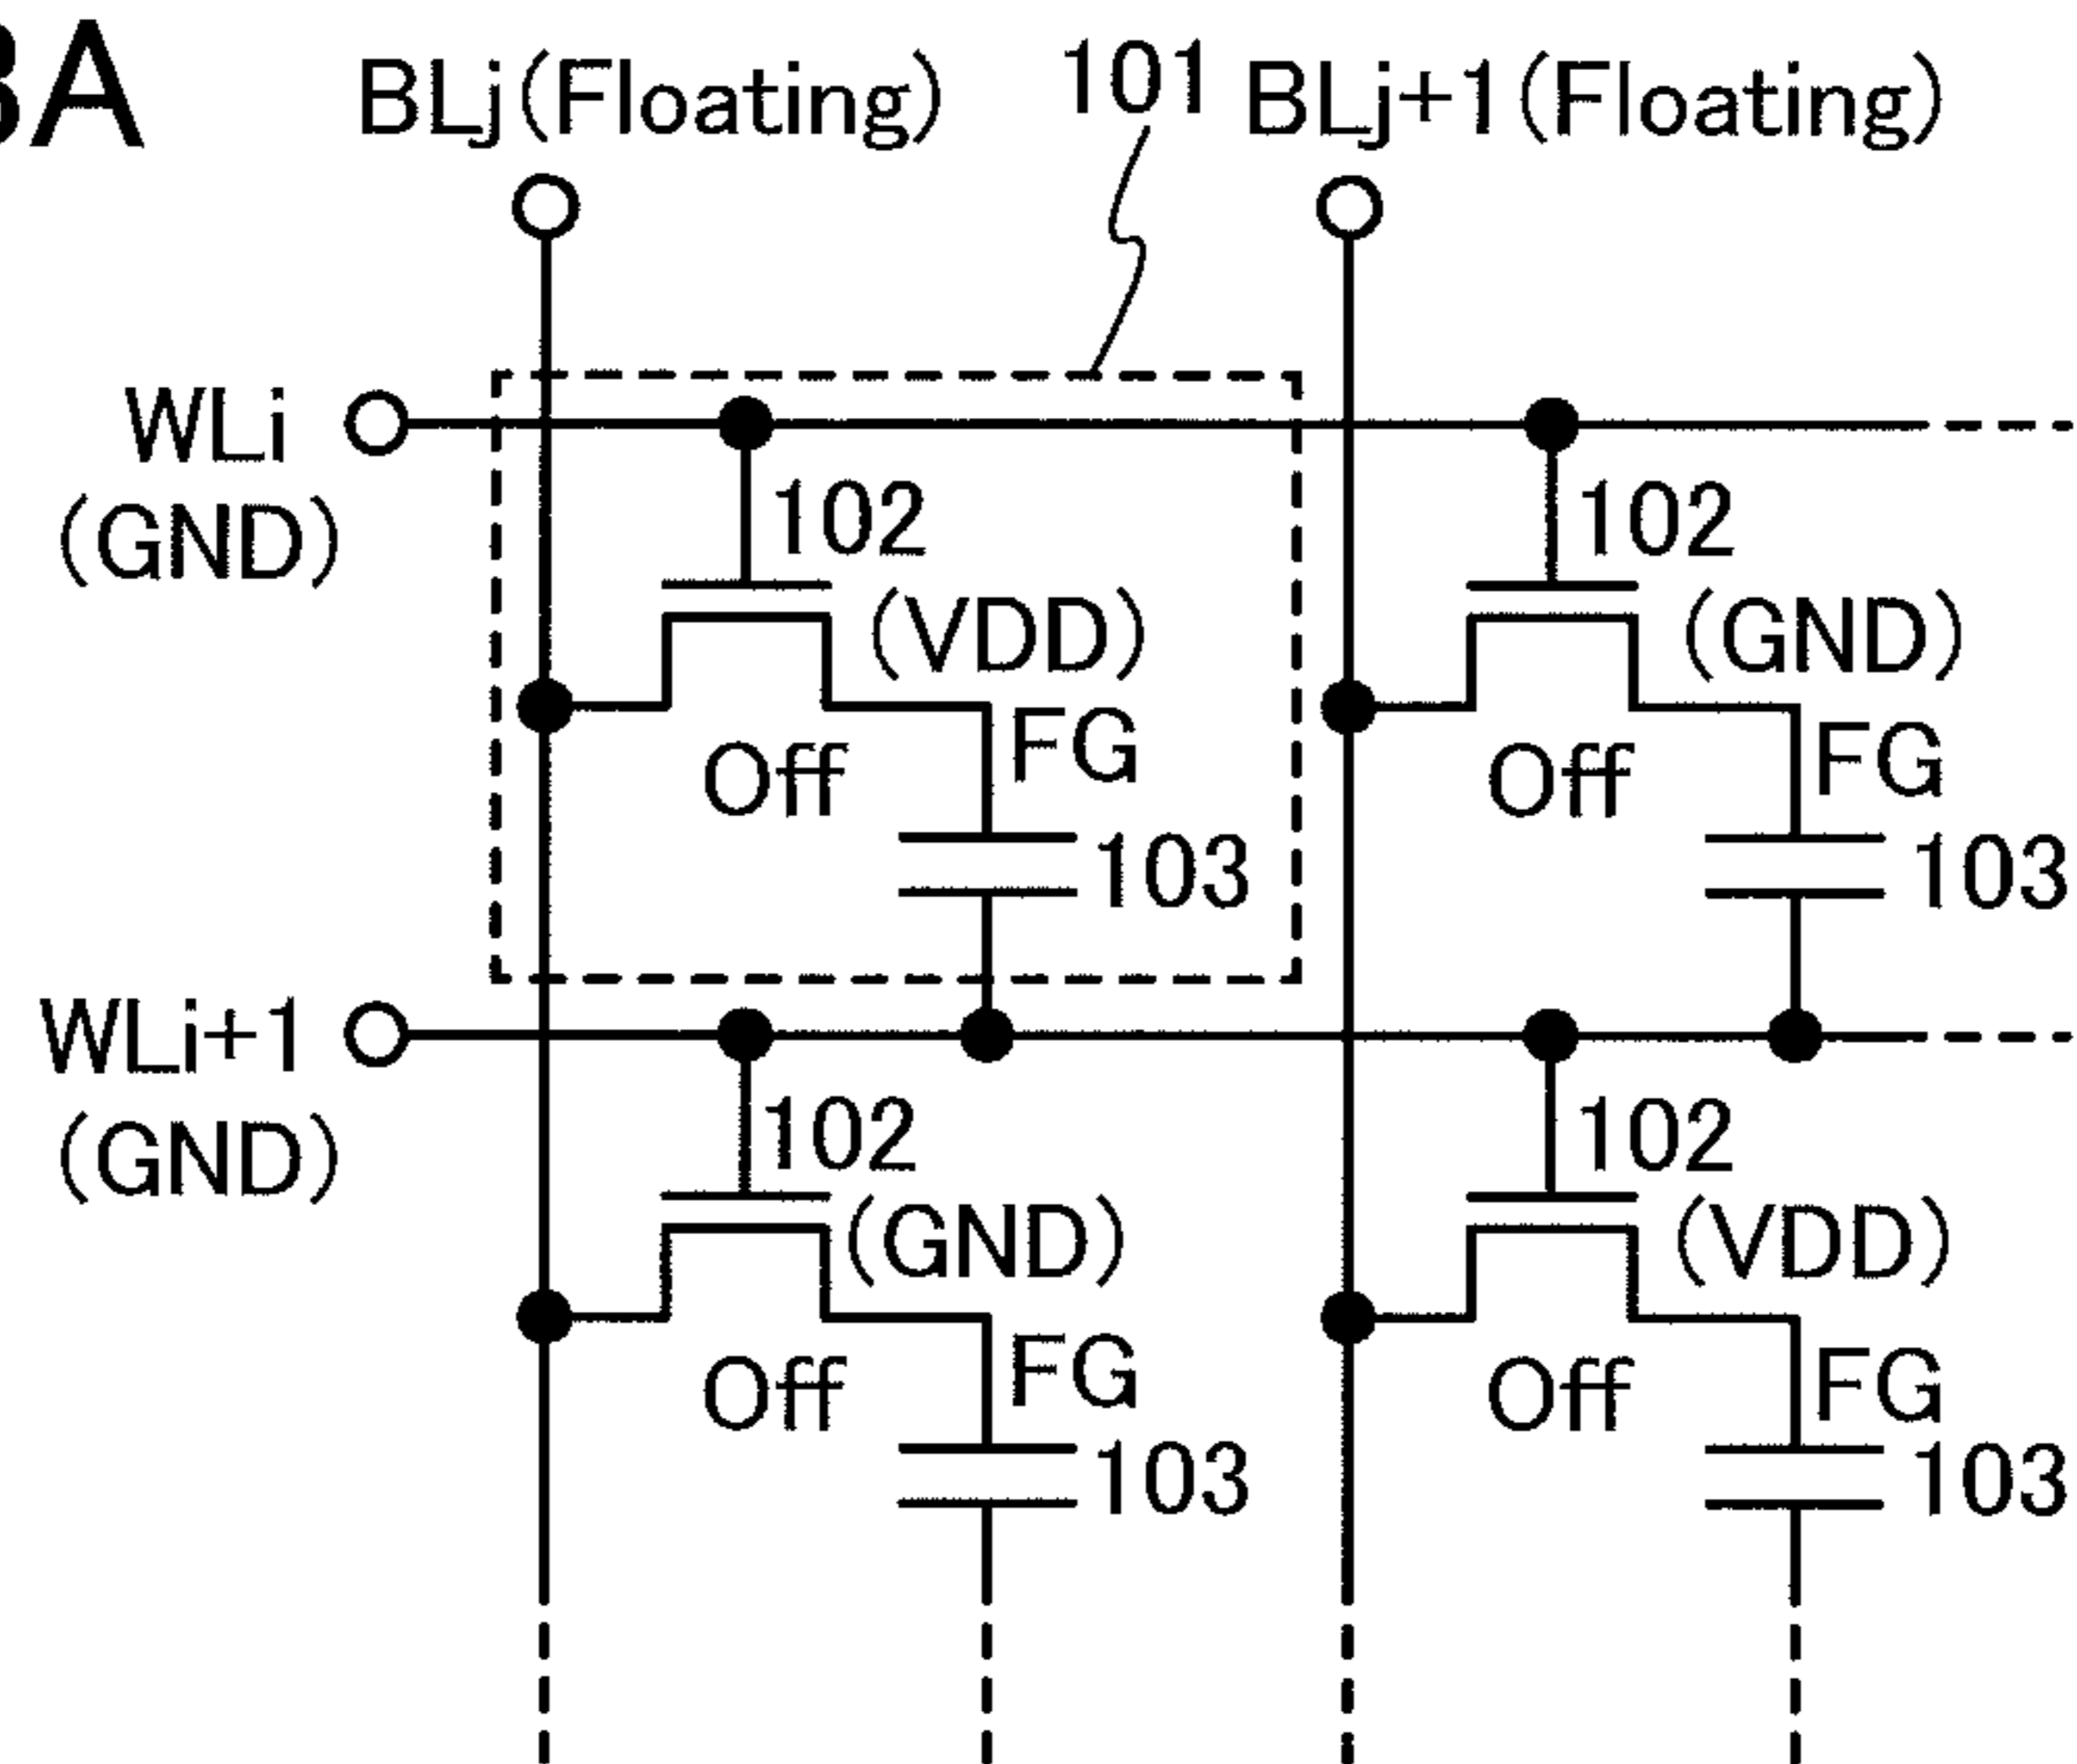 3A
BLj(Floating) 101 BLj+1(Floating)
WLi
(GND)
102 102
(VDD) (GND)
FG FG
Off Off
103 103
WLi+1
(GND)
102 102
(GND) (VDD)
FG FG
Off Off
103 103